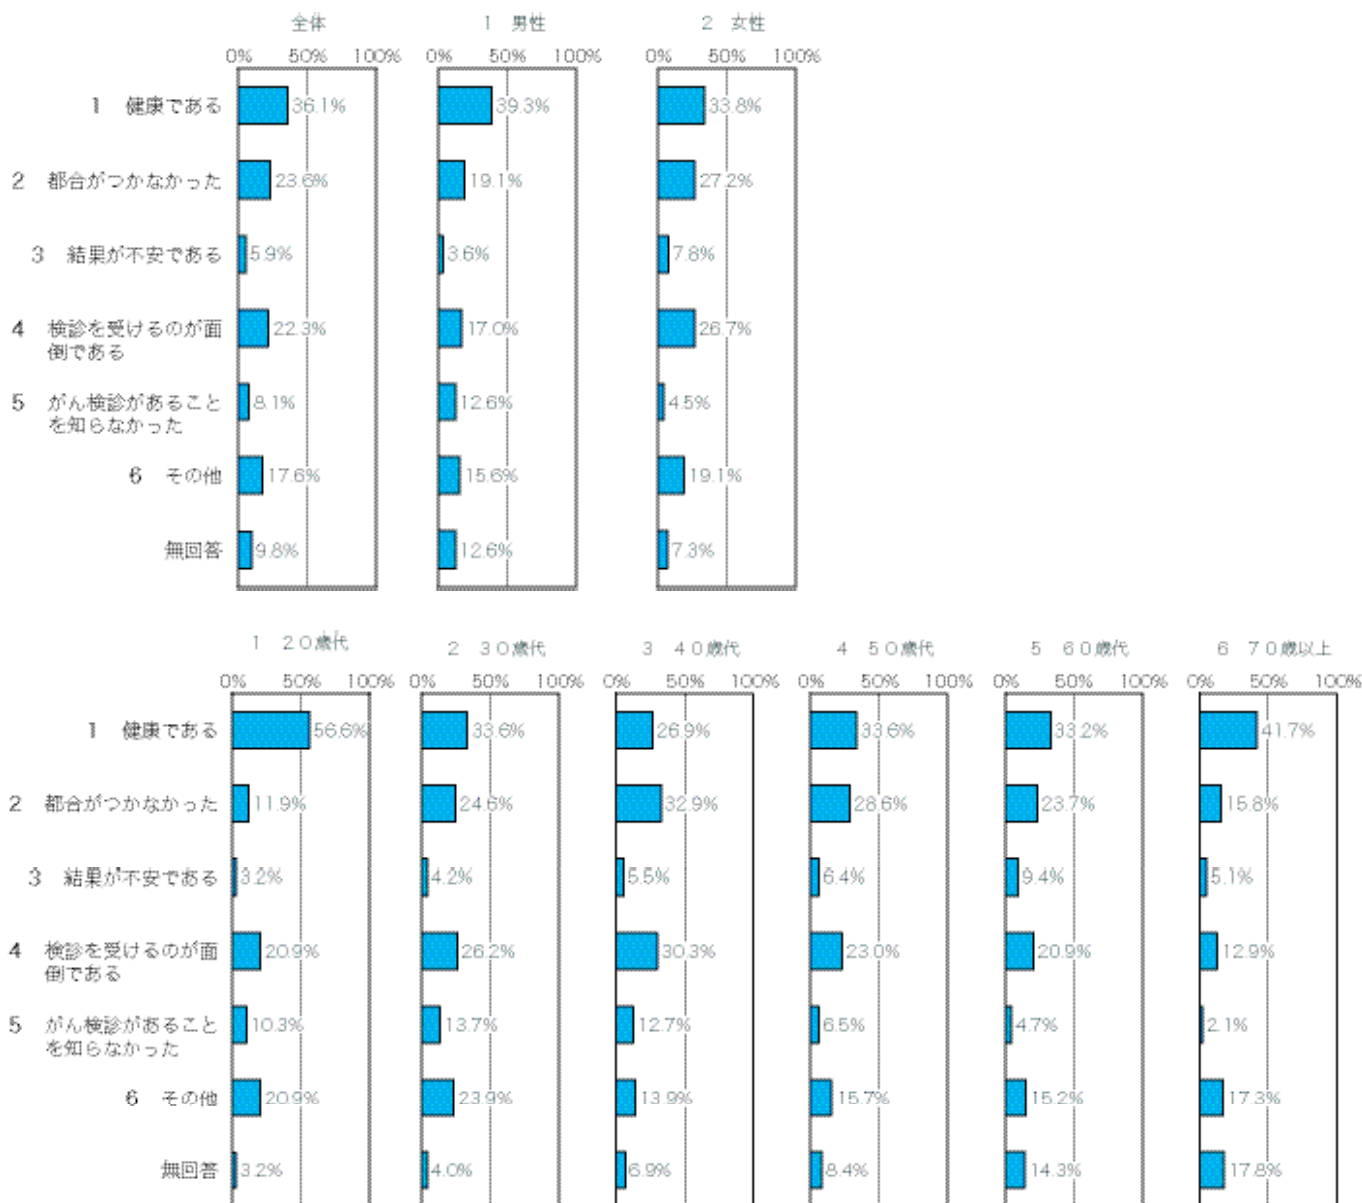 全体 1 男性 2 女性
0% 50% 100% 0% 50% 100% 0% 50% 100%
1 健康である 36.1% 39.3% 33.8%
2 都合がつかなかった 23.6% 19.1% 27.2%
3 結果が不安である 5.9% 3.6% 7.8%
4 検診を受けるのが面 22.3% 17.0% 26.7%
倒である
5 がん検診があること 8.1% 12.6% 4.5%
を知らなかった
6 その他 17.6% 15.6% 19.1%
無回答 9.8% 12.6% 7.3%
1 20歳代 2 30歳代 3 40歳代 4 50歳代 5 60歳代 6 70歳以上
0% 50% 100% 0% 50% 100% 0% 50% 100% 0% 50% 100% 0% 50% 100% 0% 50% 100%
1 健康である 56.6% 33.6% 26.9% 33.6% 33.2% 41.7%
2 都合がつかなかった 11.9% 24.6% 32.9% 28.6% 23.7% 15.8%
3 結果が不安である 3.2% 4.2% 5.5% 6.4% 9.4% 5.1%
4 検診を受けるのが面 20.9% 26.2% 30.3% 23.0% 20.9% 12.9%
倒である
5 がん検診があること 10.3% 13.7% 12.7% 6.5% 4.7% 2.1%
を知らなかった
6 その他 20.9% 23.9% 13.9% 15.7% 15.2% 17.3%
無回答 3.2% 4.0% 6.9% 8.4% 14.3% 17.8%